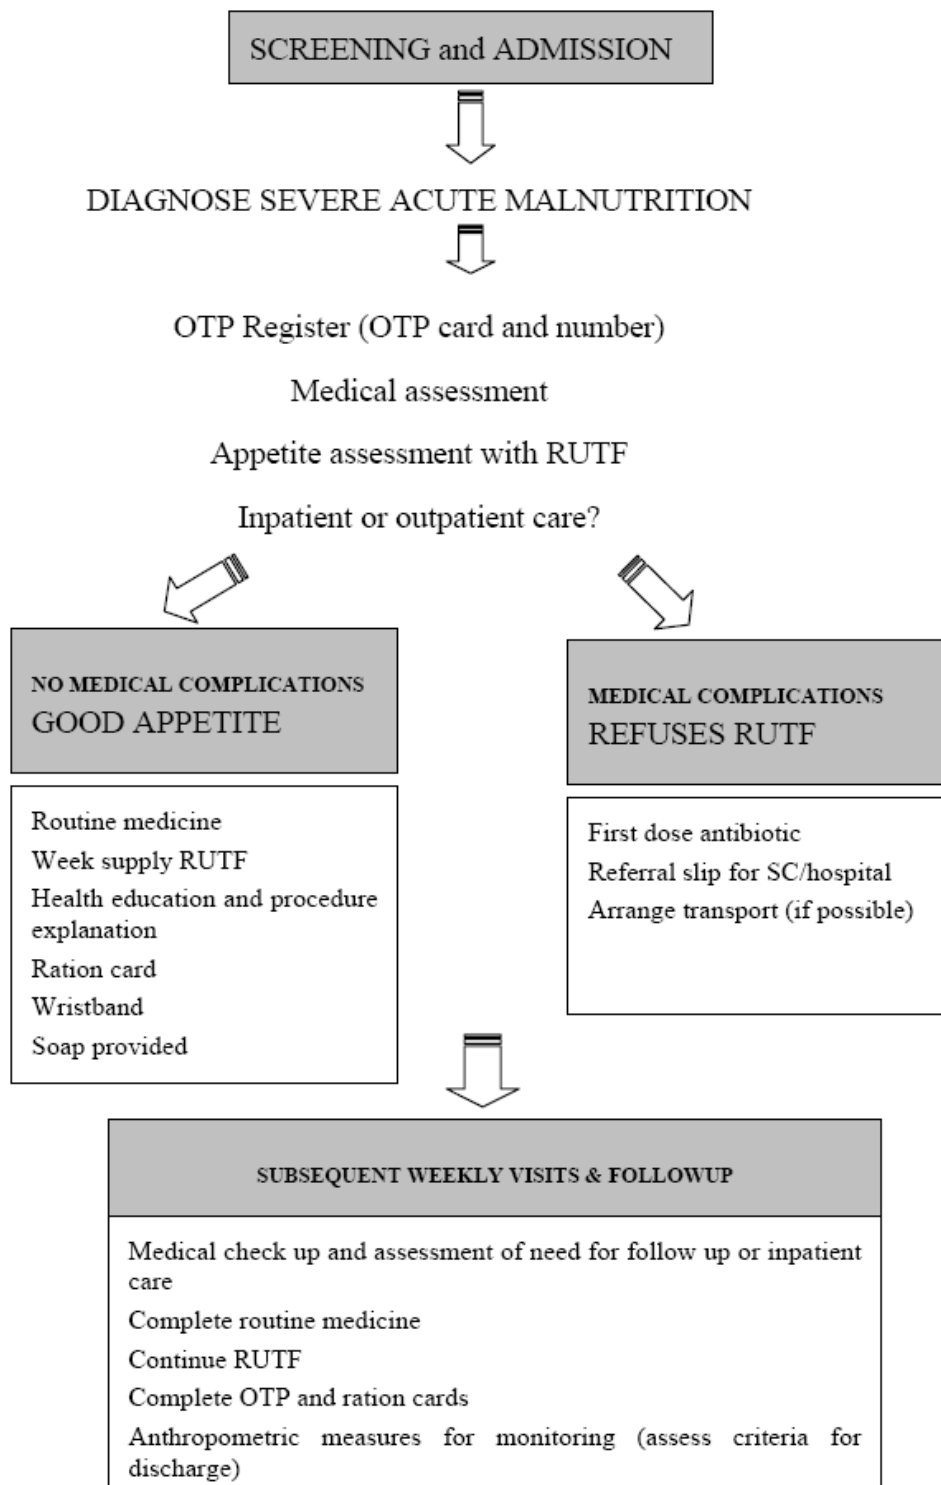 SCREENING and ADMISSION
DIAGNOSE SEVERE ACUTE MALNUTRITION
OTP Register (OTP card and number)
Medical assessment
Appetite assessment with RUTF
Inpatient or outpatient care?
NO MEDICAL COMPLICATIONS
GOOD APPETITE
Routine medicine
Week supply RUTF
Health education and procedure
explanation
Ration card
Wristband
Soap provided
MEDICAL COMPLICATIONS
REFUSES RUTF
First dose antibiotic
Referral slip for SC/hospital
Arrange transport (if possible)
SUBSEQUENT WEEKLY VISITS & FOLLOWUP
Medical check up and assessment of need for follow up or inpatient
care
Complete routine medicine
Continue RUTF
Complete OTP and ration cards
Anthropometric measures for monitoring (assess criteria for
discharge)